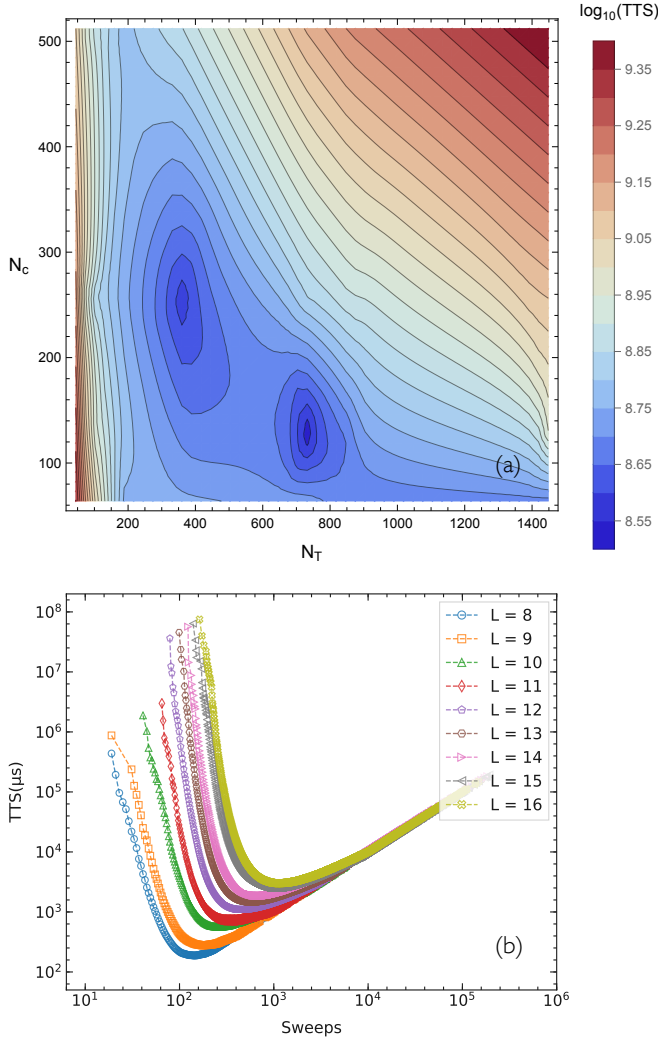 log₁₀(TTS)
500
400
300
200
100
N_c
200 400 600 800 1000 1200 1400
N_T
(a)
9.35
9.25
9.15
9.05
8.95
8.85
8.75
8.65
8.55
10⁸
10⁷
10⁶
10⁵
10⁴
10³
10²
TTS(μs)
L = 8
L = 9
L = 10
L = 11
L = 12
L = 13
L = 14
L = 15
L = 16
(b)
10¹ 10² 10³ 10⁴ 10⁵ 10⁶
Sweeps